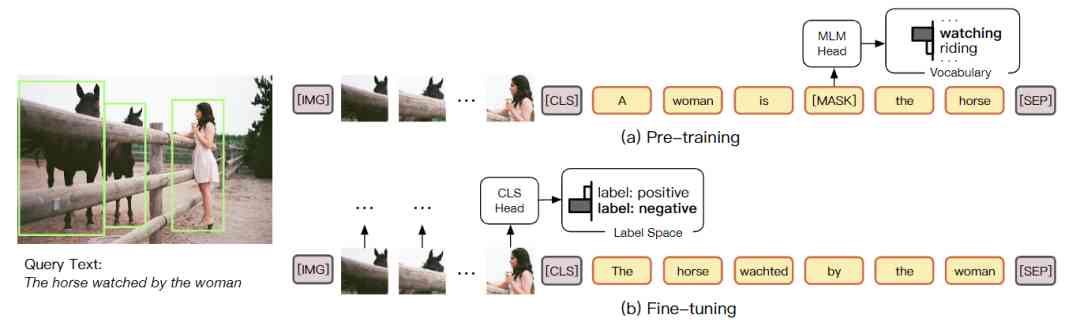 Query Text:
The horse watched by the woman
MLM
Head
...
watching
riding
...
Vocabulary
[IMG] ... [CLS] A woman is [MASK] the horse [SEP]
(a) Pre-training
CLS
Head
label: positive
label: negative
Label Space
... ...
[IMG] ... [CLS] The horse wachted by the woman [SEP]
(b) Fine-tuning